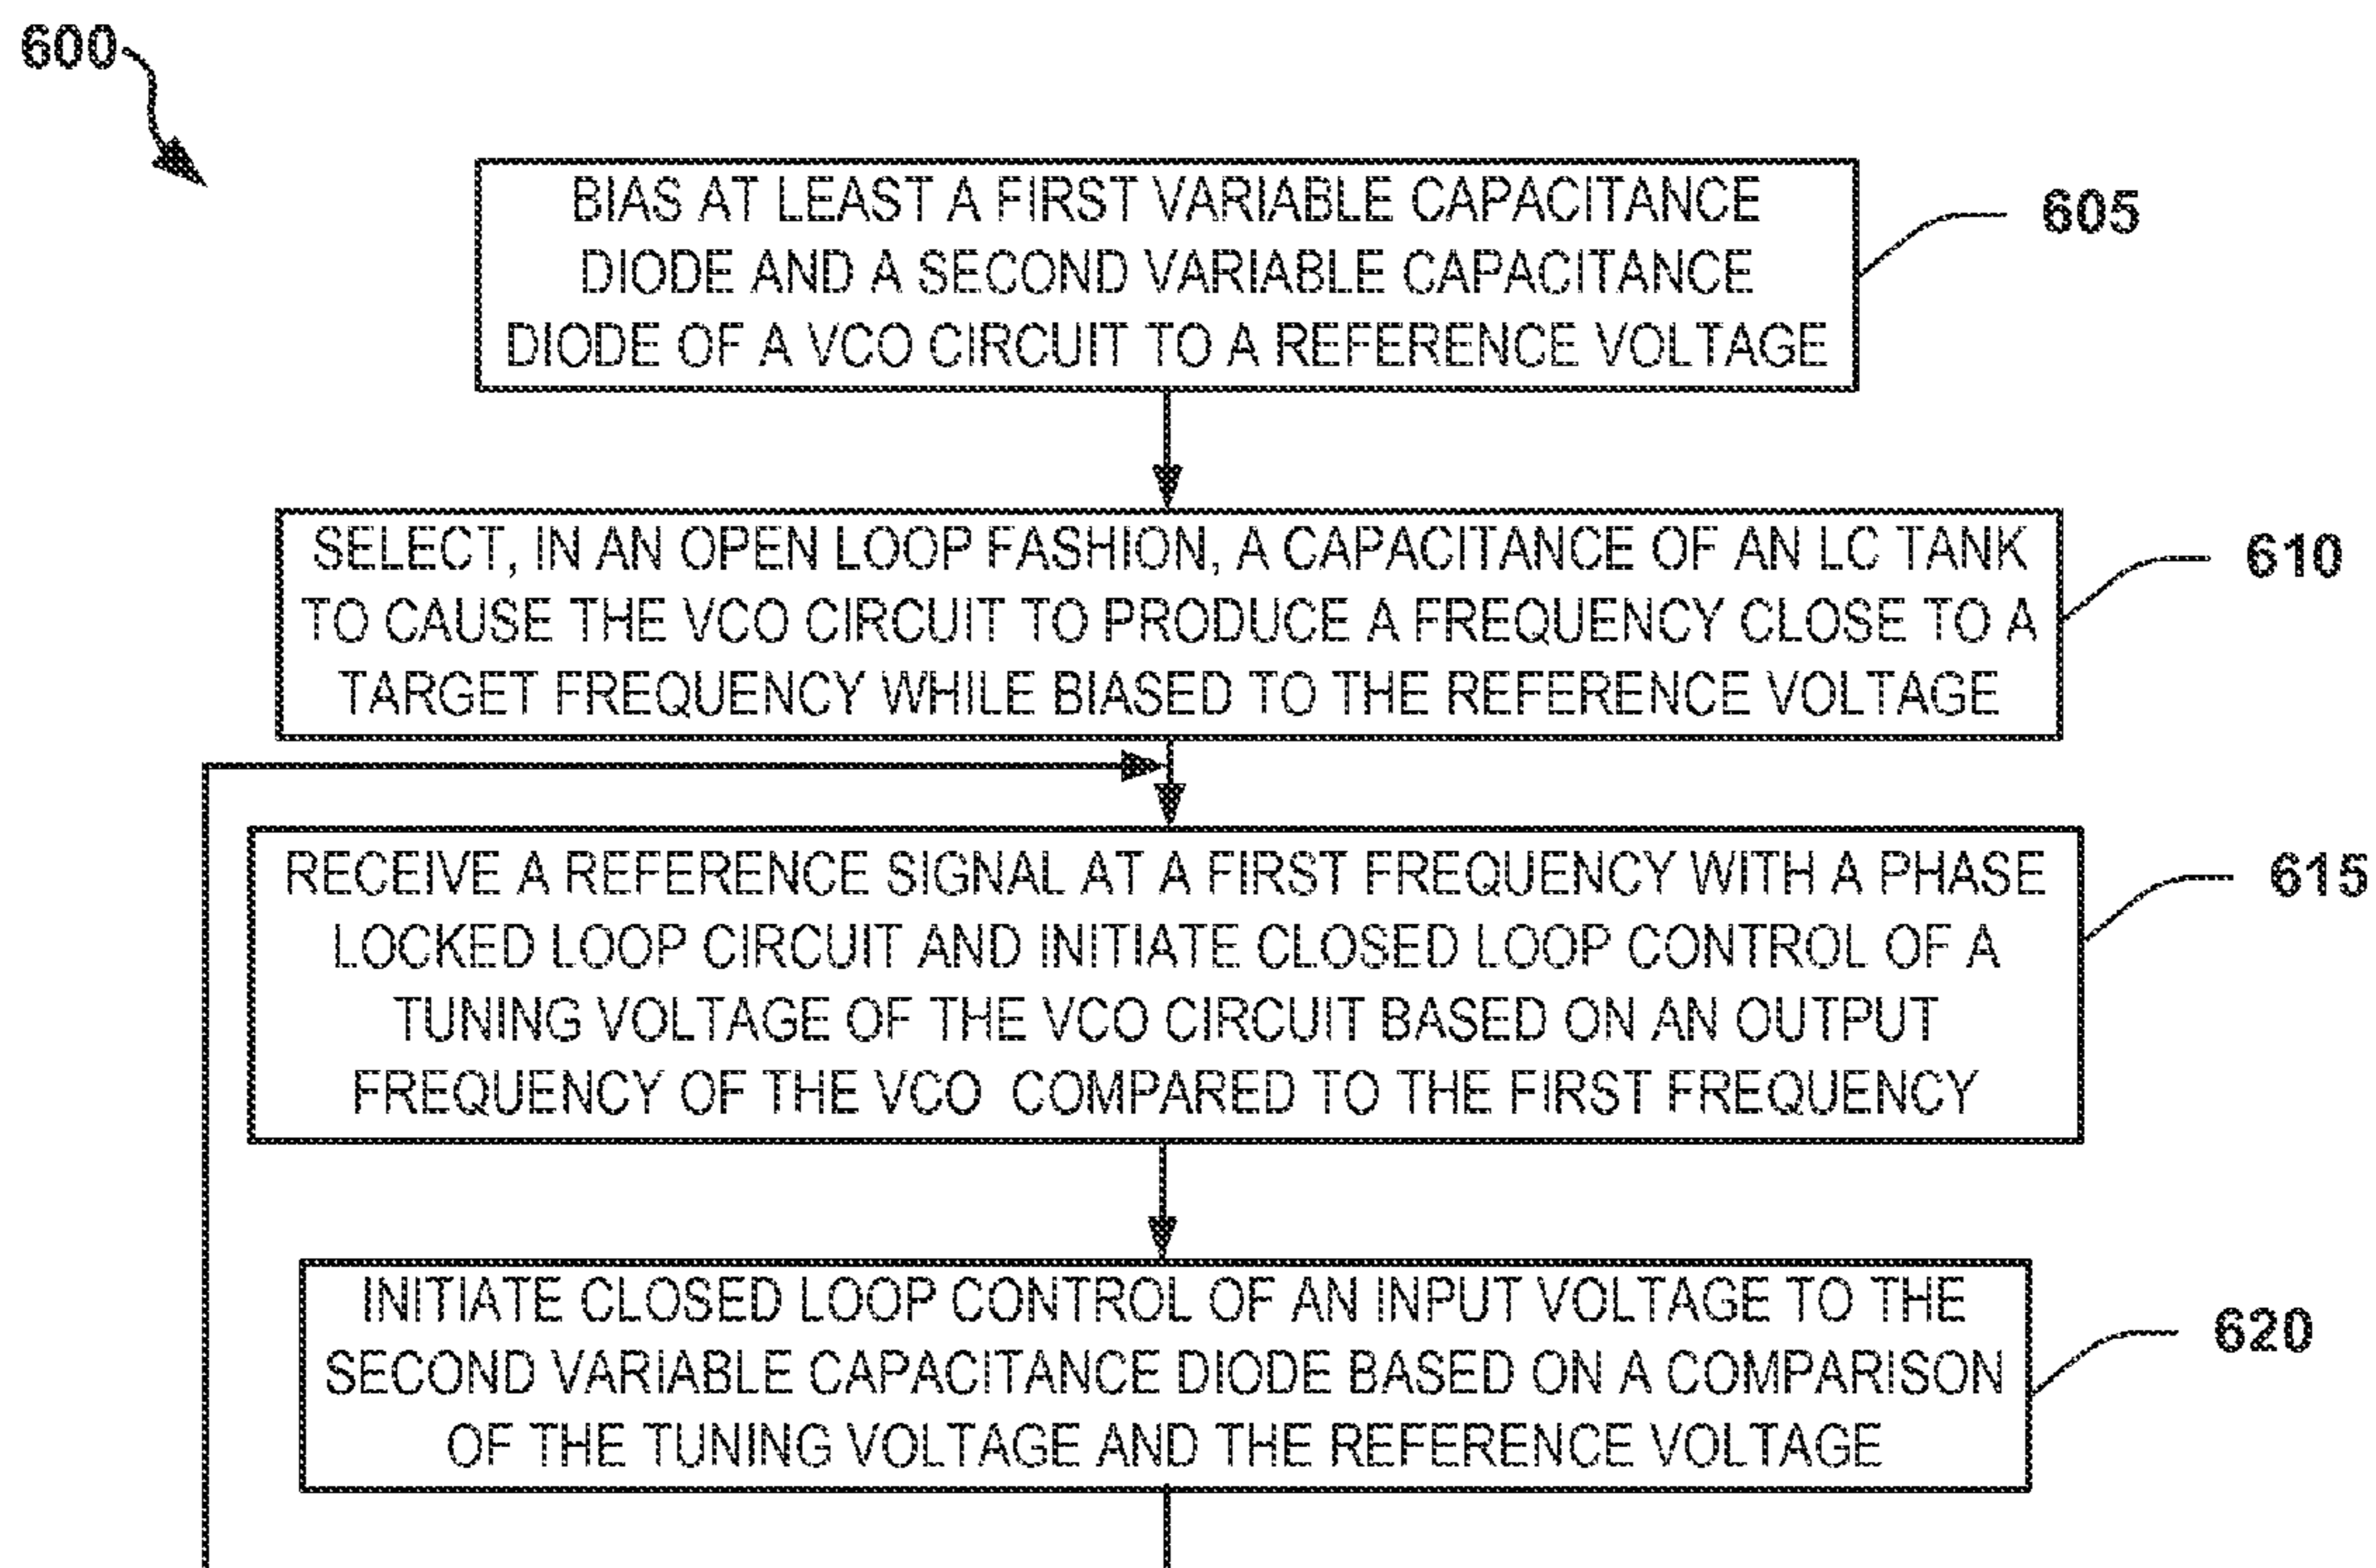 600
BIAS AT LEAST A FIRST VARIABLE CAPACITANCE
DIODE AND A SECOND VARIABLE CAPACITANCE
DIODE OF A VCO CIRCUIT TO A REFERENCE VOLTAGE
605
SELECT, IN AN OPEN LOOP FASHION, A CAPACITANCE OF AN LC TANK
TO CAUSE THE VCO CIRCUIT TO PRODUCE A FREQUENCY CLOSE TO A
TARGET FREQUENCY WHILE BIASED TO THE REFERENCE VOLTAGE
610
RECEIVE A REFERENCE SIGNAL AT A FIRST FREQUENCY WITH A PHASE
LOCKED LOOP CIRCUIT AND INITIATE CLOSED LOOP CONTROL OF A
TUNING VOLTAGE OF THE VCO CIRCUIT BASED ON AN OUTPUT
FREQUENCY OF THE VCO COMPARED TO THE FIRST FREQUENCY
615
INITIATE CLOSED LOOP CONTROL OF AN INPUT VOLTAGE TO THE
SECOND VARIABLE CAPACITANCE DIODE BASED ON A COMPARISON
OF THE TUNING VOLTAGE AND THE REFERENCE VOLTAGE
620